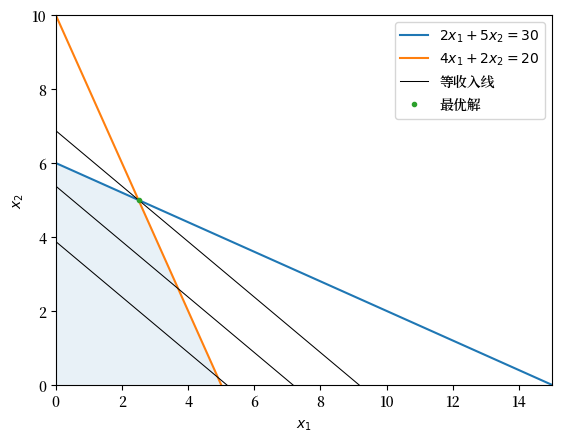 10
8
6
4
2
0
x₂
0 2 4 6 8 10 12 14
x₁
2x₁ + 5x₂ = 30
4x₁ + 2x₂ = 20
等收入线
最优解